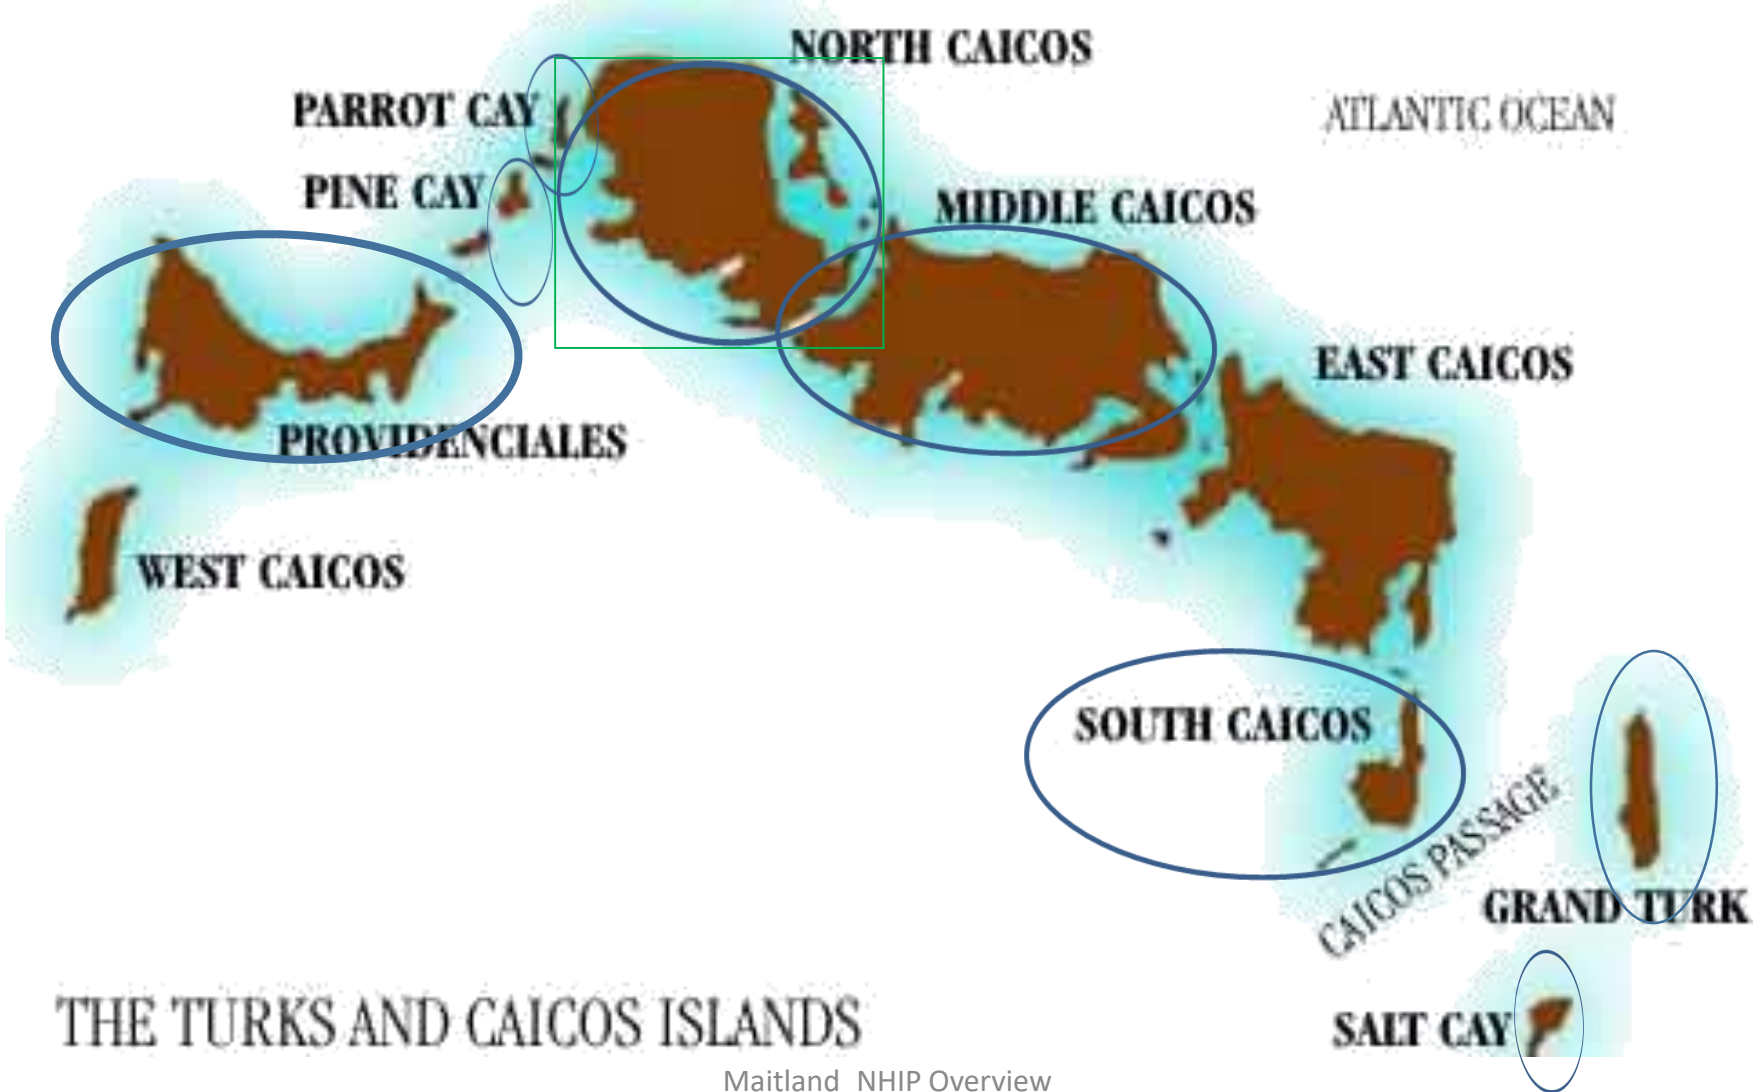 NORTH CAICOS
PARROT CAY
ATLANTIC OCEAN
PINE CAY
MIDDLE CAICOS
EAST CAICOS
PROVIDENCIALES
WEST CAICOS
SOUTH CAICOS
CAICOS PASSAGE
GRAND TURK
THE TURKS AND CAICOS ISLANDS
SALT CAY
Maitland NHIP Overview